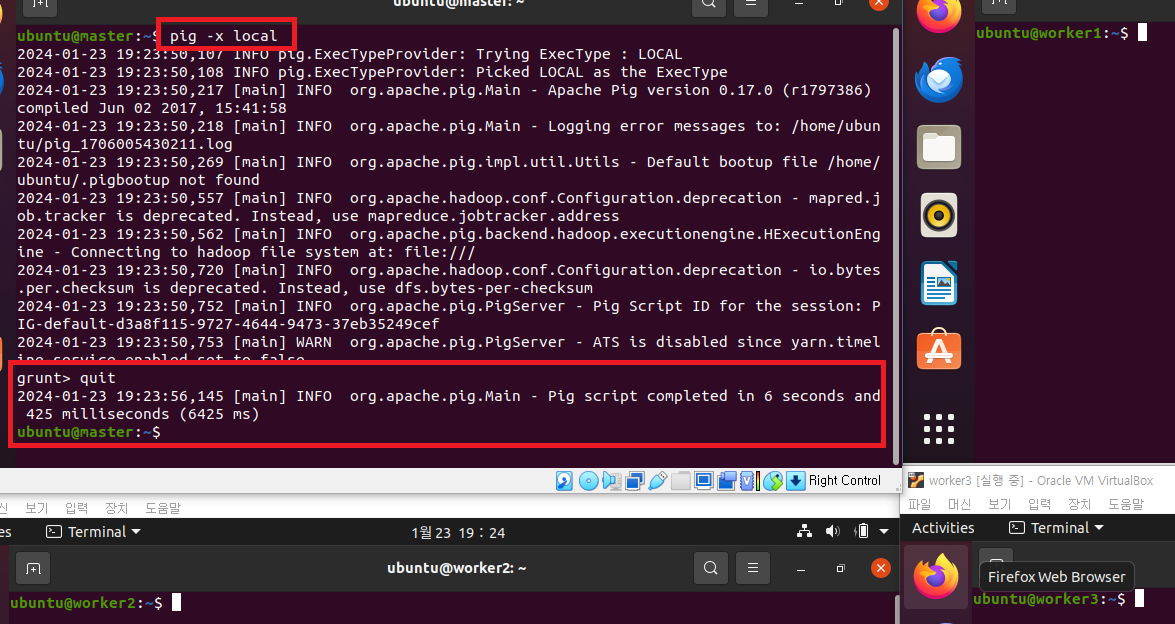 ubuntu@master: ~
ubuntu@master:~$ pig -x local
2024-01-23 19:23:50,107 INFO pig.ExecTypeProvider: Trying ExecType : LOCAL
2024-01-23 19:23:50,108 INFO pig.ExecTypeProvider: Picked LOCAL as the ExecType
2024-01-23 19:23:50,217 [main] INFO  org.apache.pig.Main - Apache Pig version 0.17.0 (r1797386)
compiled Jun 02 2017, 15:41:58
2024-01-23 19:23:50,218 [main] INFO  org.apache.pig.Main - Logging error messages to: /home/ubun
tu/pig_1706005430211.log
2024-01-23 19:23:50,269 [main] INFO  org.apache.pig.impl.util.Utils - Default bootup file /home/
ubuntu/.pigbootup not found
2024-01-23 19:23:50,557 [main] INFO  org.apache.hadoop.conf.Configuration.deprecation - mapred.j
ob.tracker is deprecated. Instead, use mapreduce.jobtracker.address
2024-01-23 19:23:50,562 [main] INFO  org.apache.pig.backend.hadoop.executionengine.HExecutionEng
ine - Connecting to hadoop file system at: file:///
2024-01-23 19:23:50,720 [main] INFO  org.apache.hadoop.conf.Configuration.deprecation - io.bytes
.per.checksum is deprecated. Instead, use dfs.bytes-per-checksum
2024-01-23 19:23:50,752 [main] INFO  org.apache.pig.PigServer - Pig Script ID for the session: P
IG-default-d3a8f115-9727-4644-9473-37eb35249cef
2024-01-23 19:23:50,753 [main] WARN  org.apache.pig.PigServer - ATS is disabled since yarn.timel
ine-service.enabled set to false
grunt> quit
2024-01-23 19:23:56,145 [main] INFO  org.apache.pig.Main - Pig script completed in 6 seconds and
425 milliseconds (6425 ms)
ubuntu@master:~$
ubuntu@worker1:~$
Right Control
보기 입력 장치 도움말
Terminal
1월 23 19 : 24
ubuntu@worker2: ~
ubuntu@worker2:~$
worker3 [실행 중] - Oracle VM VirtualBox
파일 머신 보기 입력 장치 도움말
Activities Terminal
Firefox Web Browser
ubuntu@worker3:~$